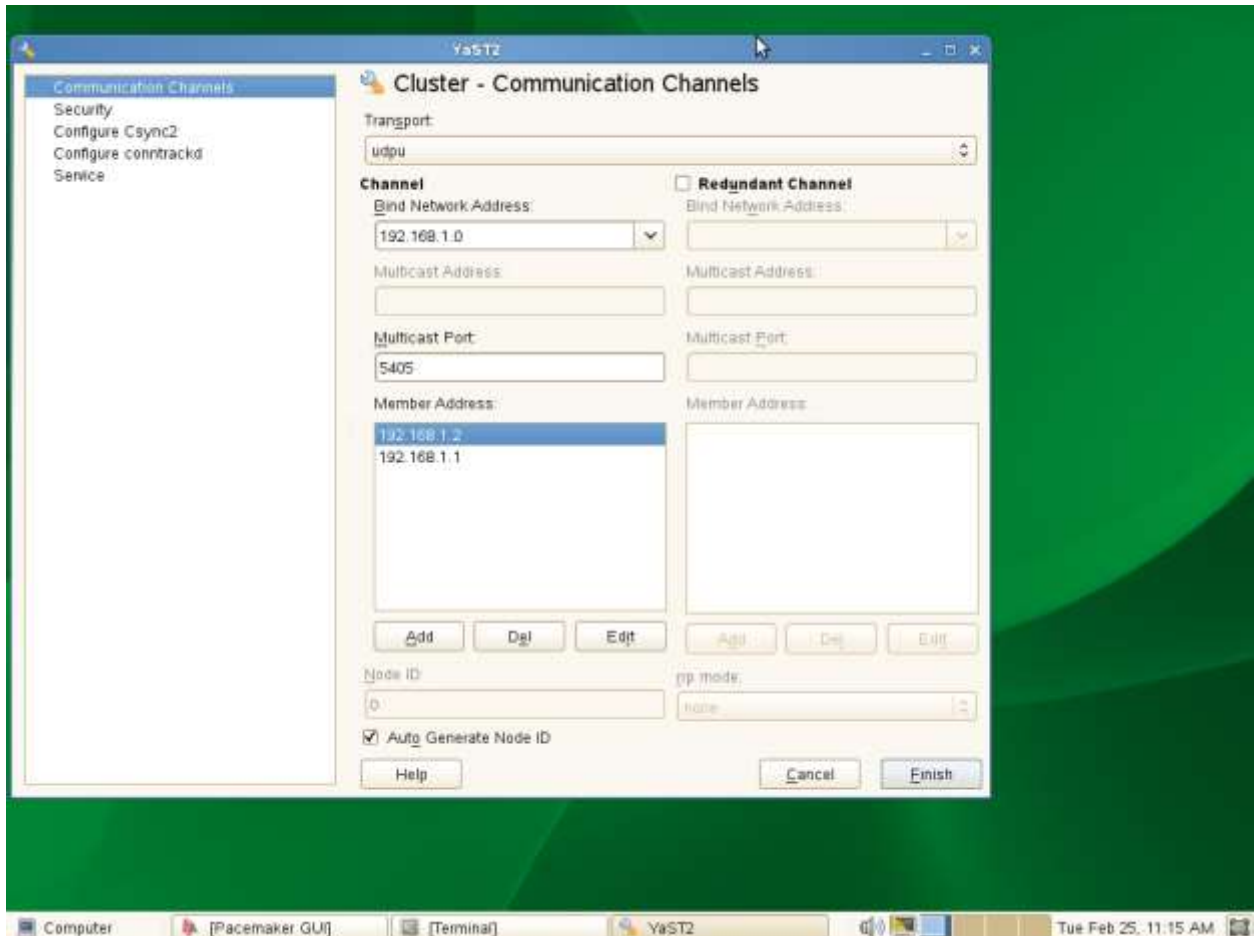 YaST2
Communication Channels
Security
Configure Csync2
Configure conntrackd
Service
Cluster - Communication Channels
Transport:
udpu
Channel
Bind Network Address:
192.168.1.0
Multicast Address:
Multicast Port:
5405
Member Address:
192.168.1.2
192.168.1.1
Add Del Edit
Node ID:
0
Auto Generate Node ID
Redundant Channel
Bind Network Address:
Multicast Address:
Multicast Port:
Member Address:
Add Del Edit
rrp mode:
none
Help Cancel Finish
Computer [Pacemaker GUI] [Terminal] YaST2 Tue Feb 25, 11:15 AM